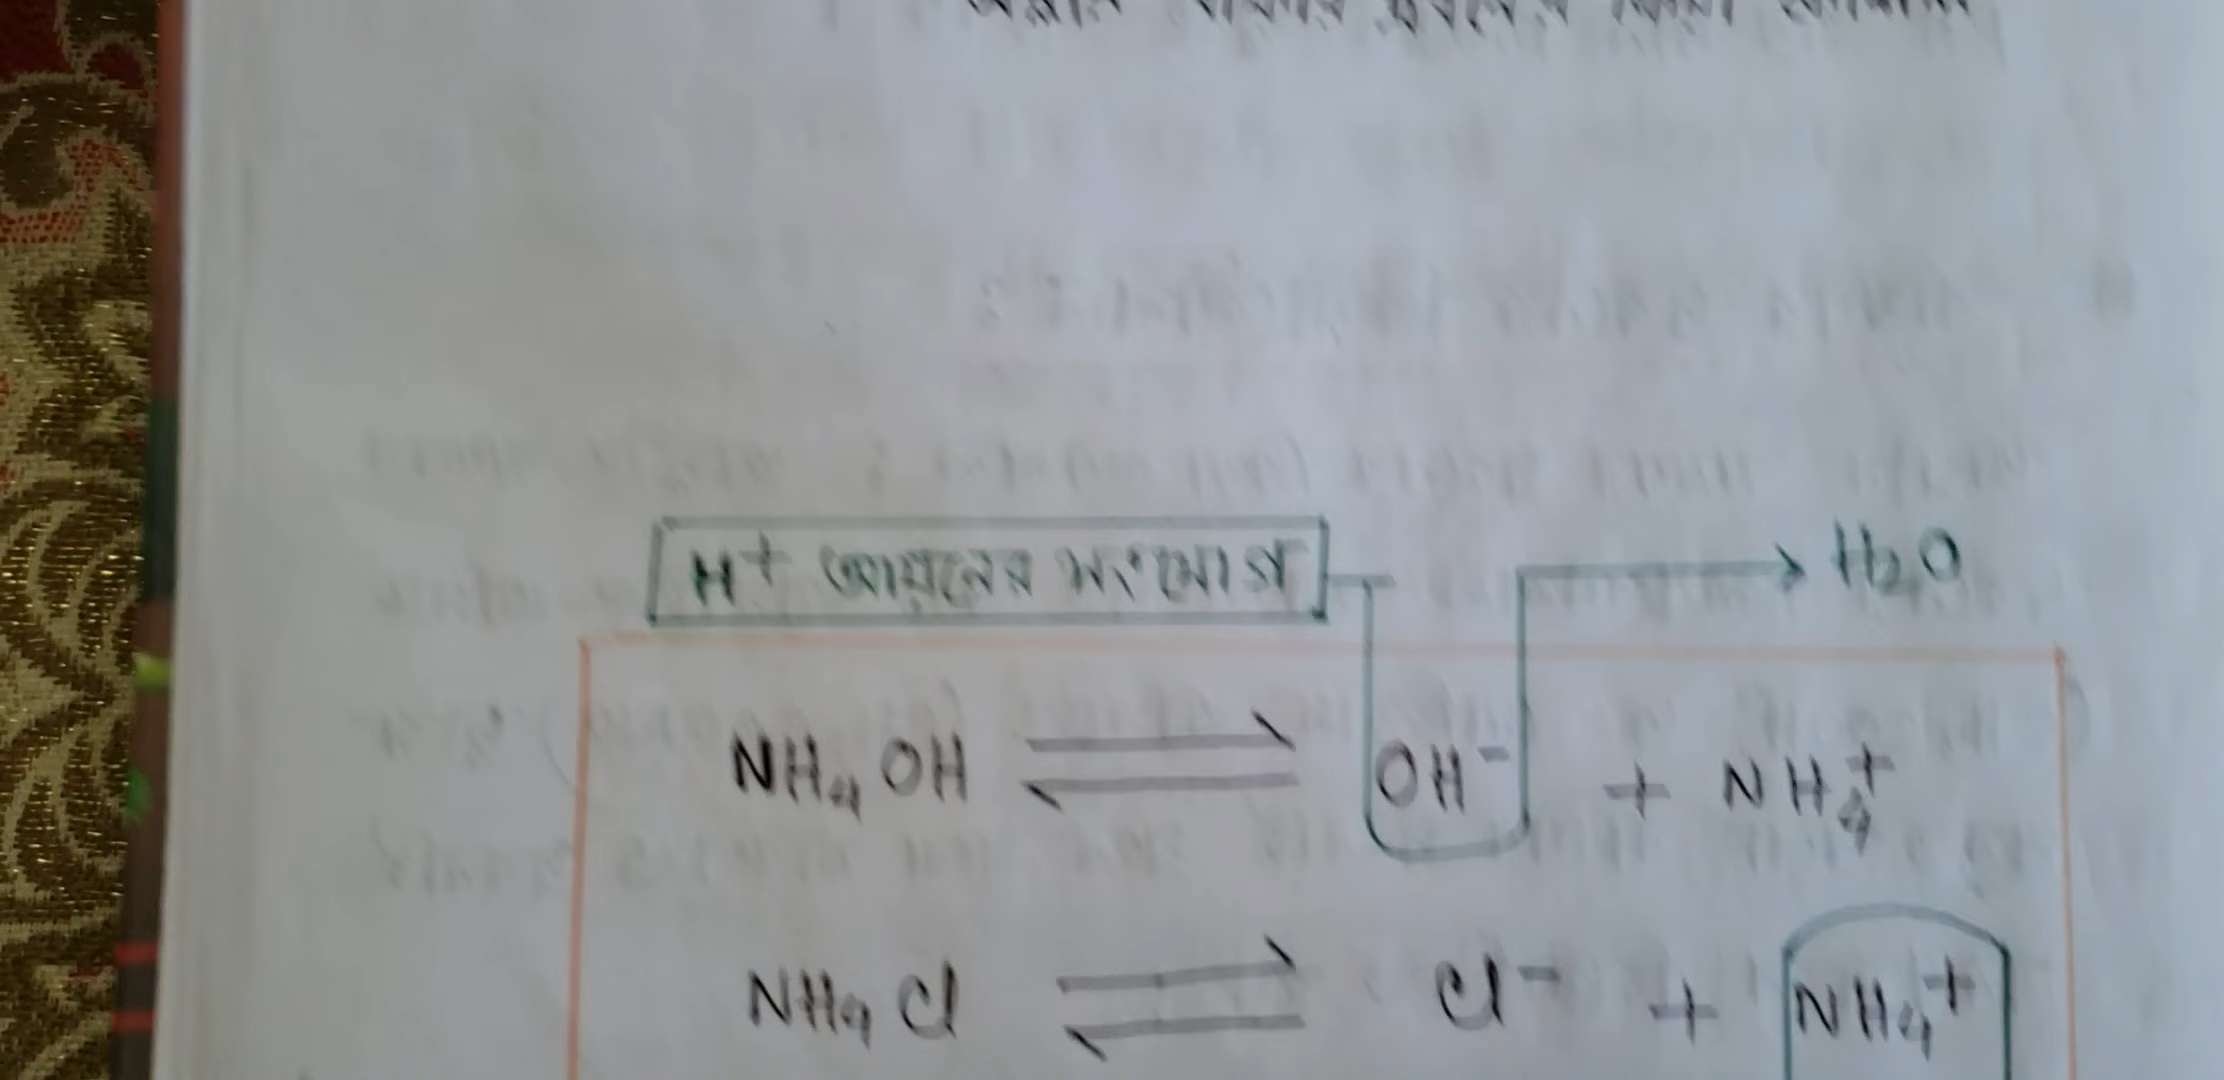 H+ আয়নের সংযোগ → H2O
NH4OH ⇌ OH- + NH4+
NH4Cl ⇌ Cl- + NH4+